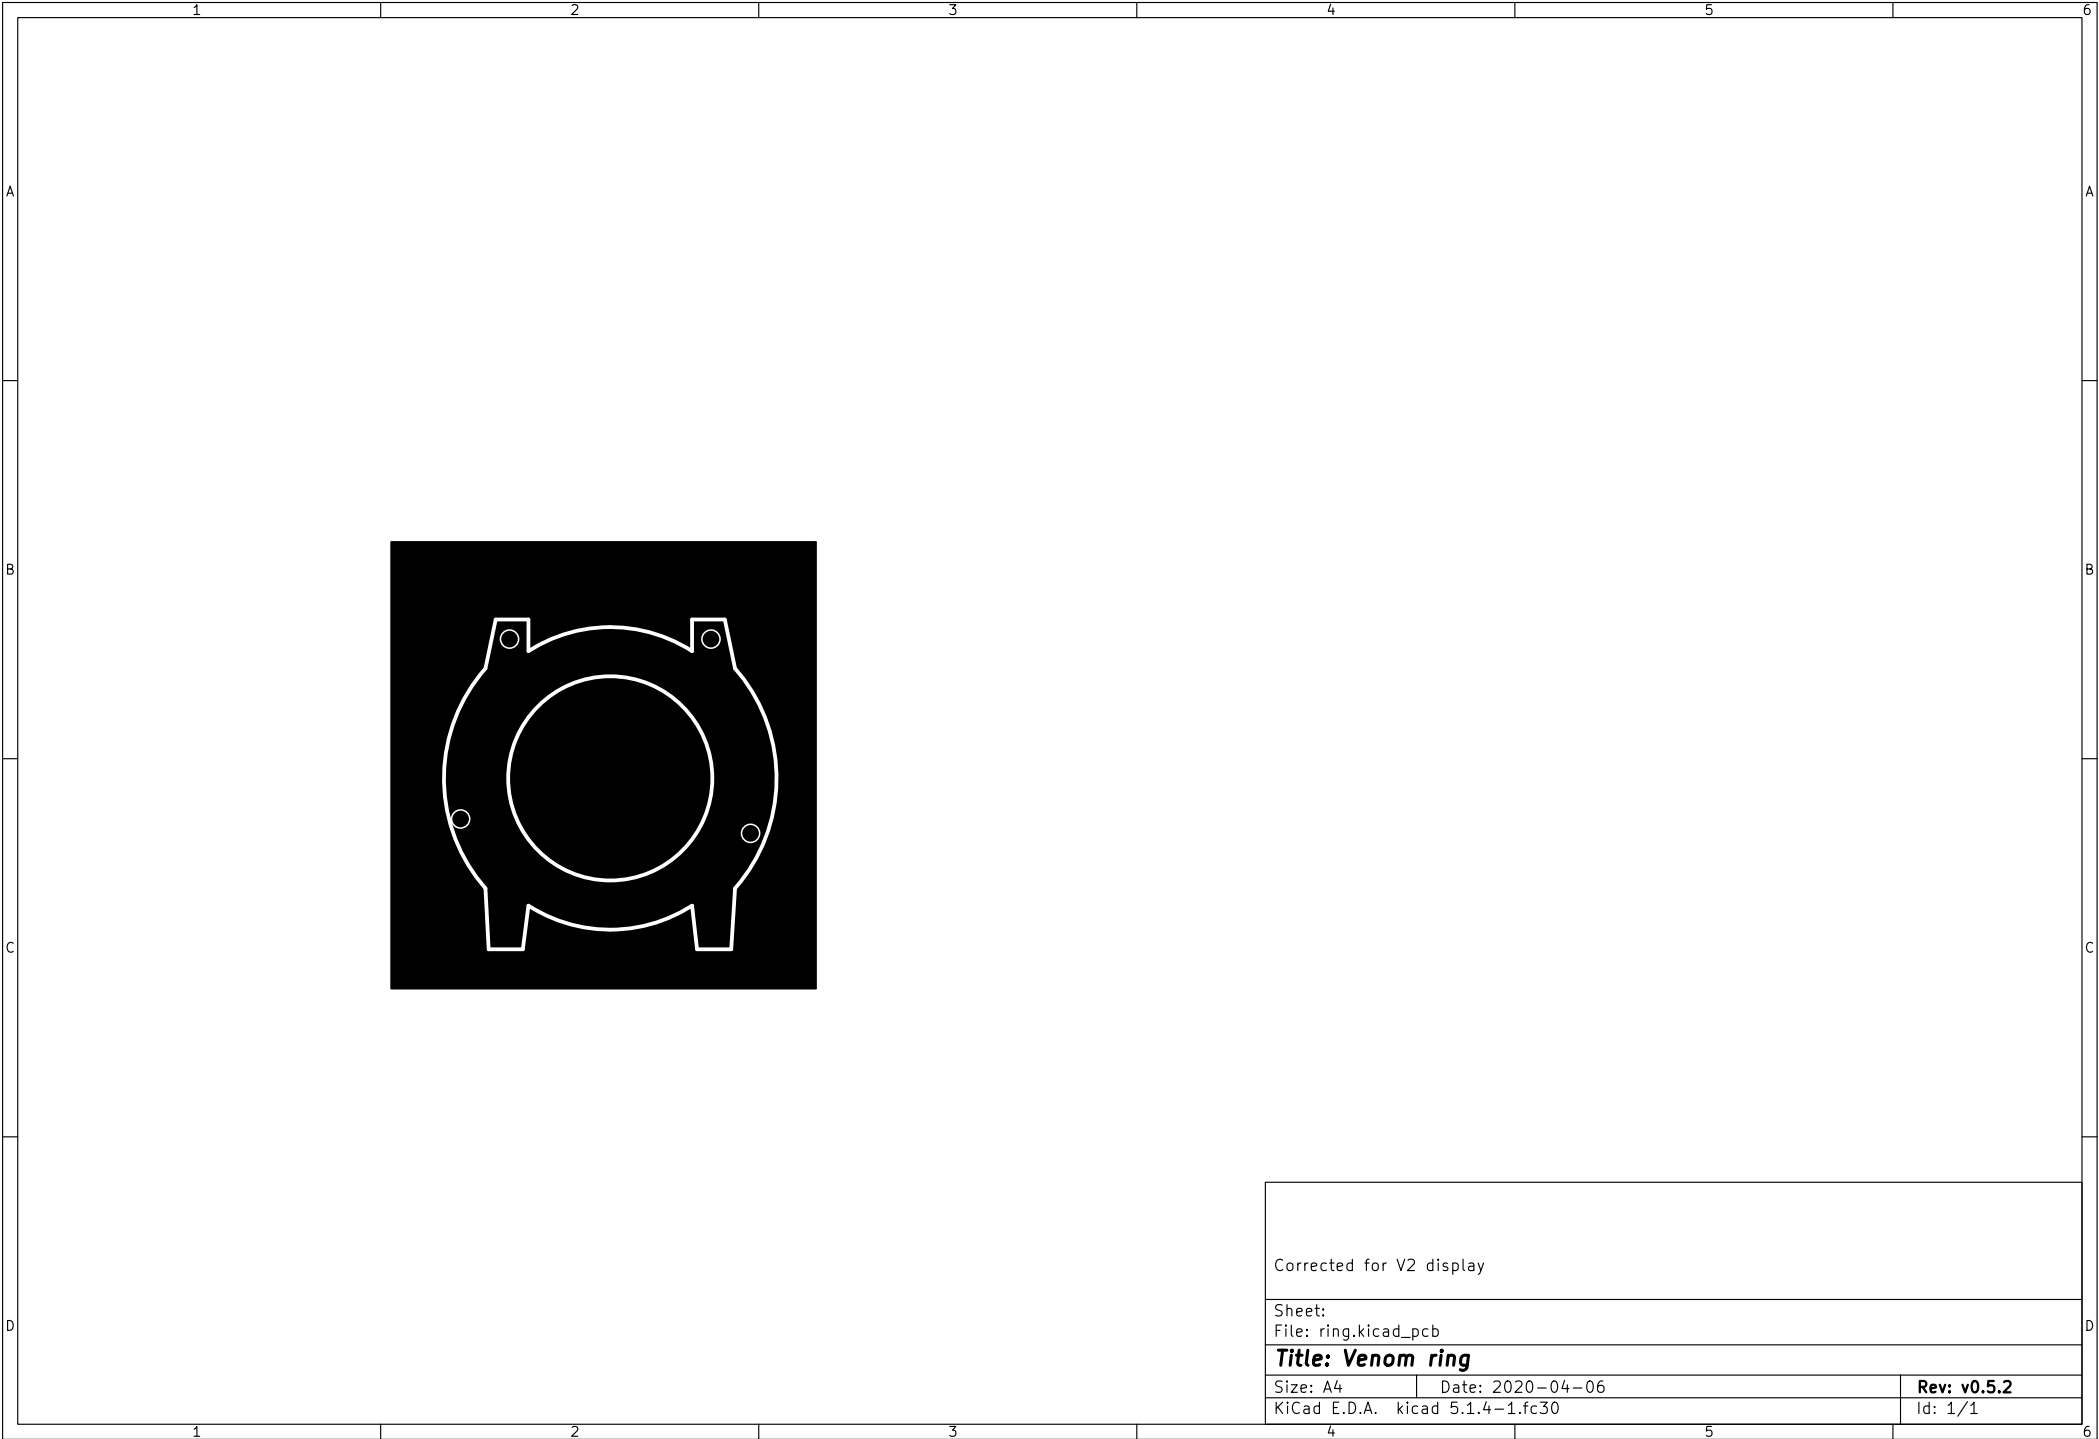 1 2 3 4 5 6
A A
B B
C C
D D
Corrected for V2 display
Sheet:
File: ring.kicad_pcb
Title: Venom ring
Size: A4 Date: 2020-04-06 Rev: v0.5.2
KiCad E.D.A. kicad 5.1.4-1.fc30 Id: 1/1
1 2 3 4 5 6